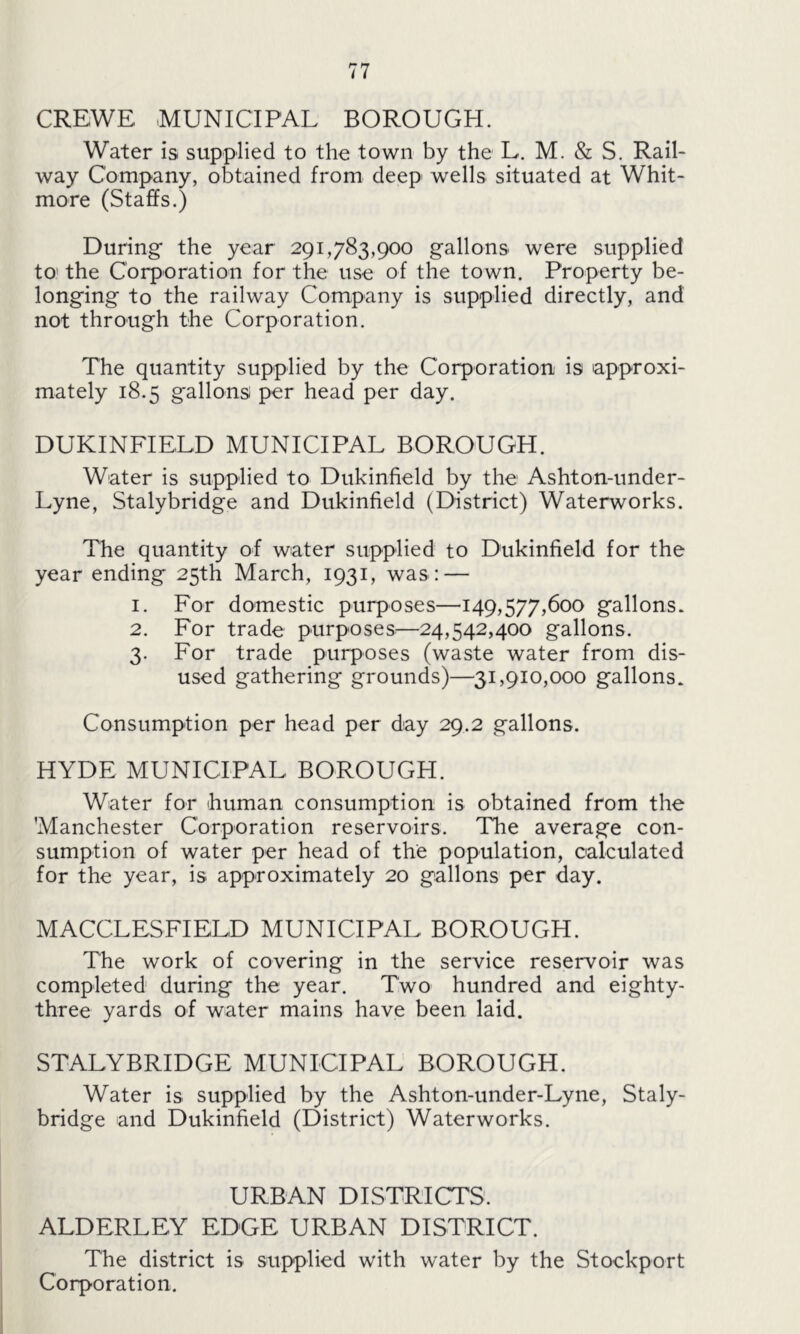 77
CREWE MUNICIPAL BOROUGH.
Water is supplied to the town by the L. M. & S. Rail-
way Company, obtained from deep wells situated at Whit-
more (Staffs.)
During the year 291,783,900 gallons were supplied
to the Corporation for the use of the town. Property be-
longing to the railway Company is supplied directly, and
not through the Corporation.
The quantity supplied by the Corporation is approxi-
mately 18.5 gallons per head per day.
DUKINFIELD MUNICIPAL BOROUGH.
Water is supplied to Dukinfield by the Ashton-under-
Lyne, Stalybridge and Dukinfield (District) Waterworks.
The quantity of water supplied to Dukinfield for the
year ending 25th March, 1931, was:—
1. For domestic purposes—149,577,600 gallons.
2. For trade purposes—24,542,400 gallons.
3. For trade purposes (waste water from dis-
used gathering grounds)—31,910,000 gallons.
Consumption per head per day 29.2 gallons.
HYDE MUNICIPAL BOROUGH.
Water for human consumption is obtained from the
'Manchester Corporation reservoirs. The average con-
sumption of water per head of the population, calculated
for the year, is approximately 20 gallons per day.
MACCLESFIELD MUNICIPAL BOROUGH.
The work of covering in the service reservoir was
completed during the year. Two hundred and eighty-
three yards of water mains have been laid.
STALYBRIDGE MUNICIPAL BOROUGH.
Water is supplied by the Ashton-under-Lyne, Staly-
bridge and Dukinfield (District) Waterworks.
URBAN DISTRICTS.
ALDERLEY EDGE URBAN DISTRICT.
The district is supplied with water by the Stockport
Corporation.